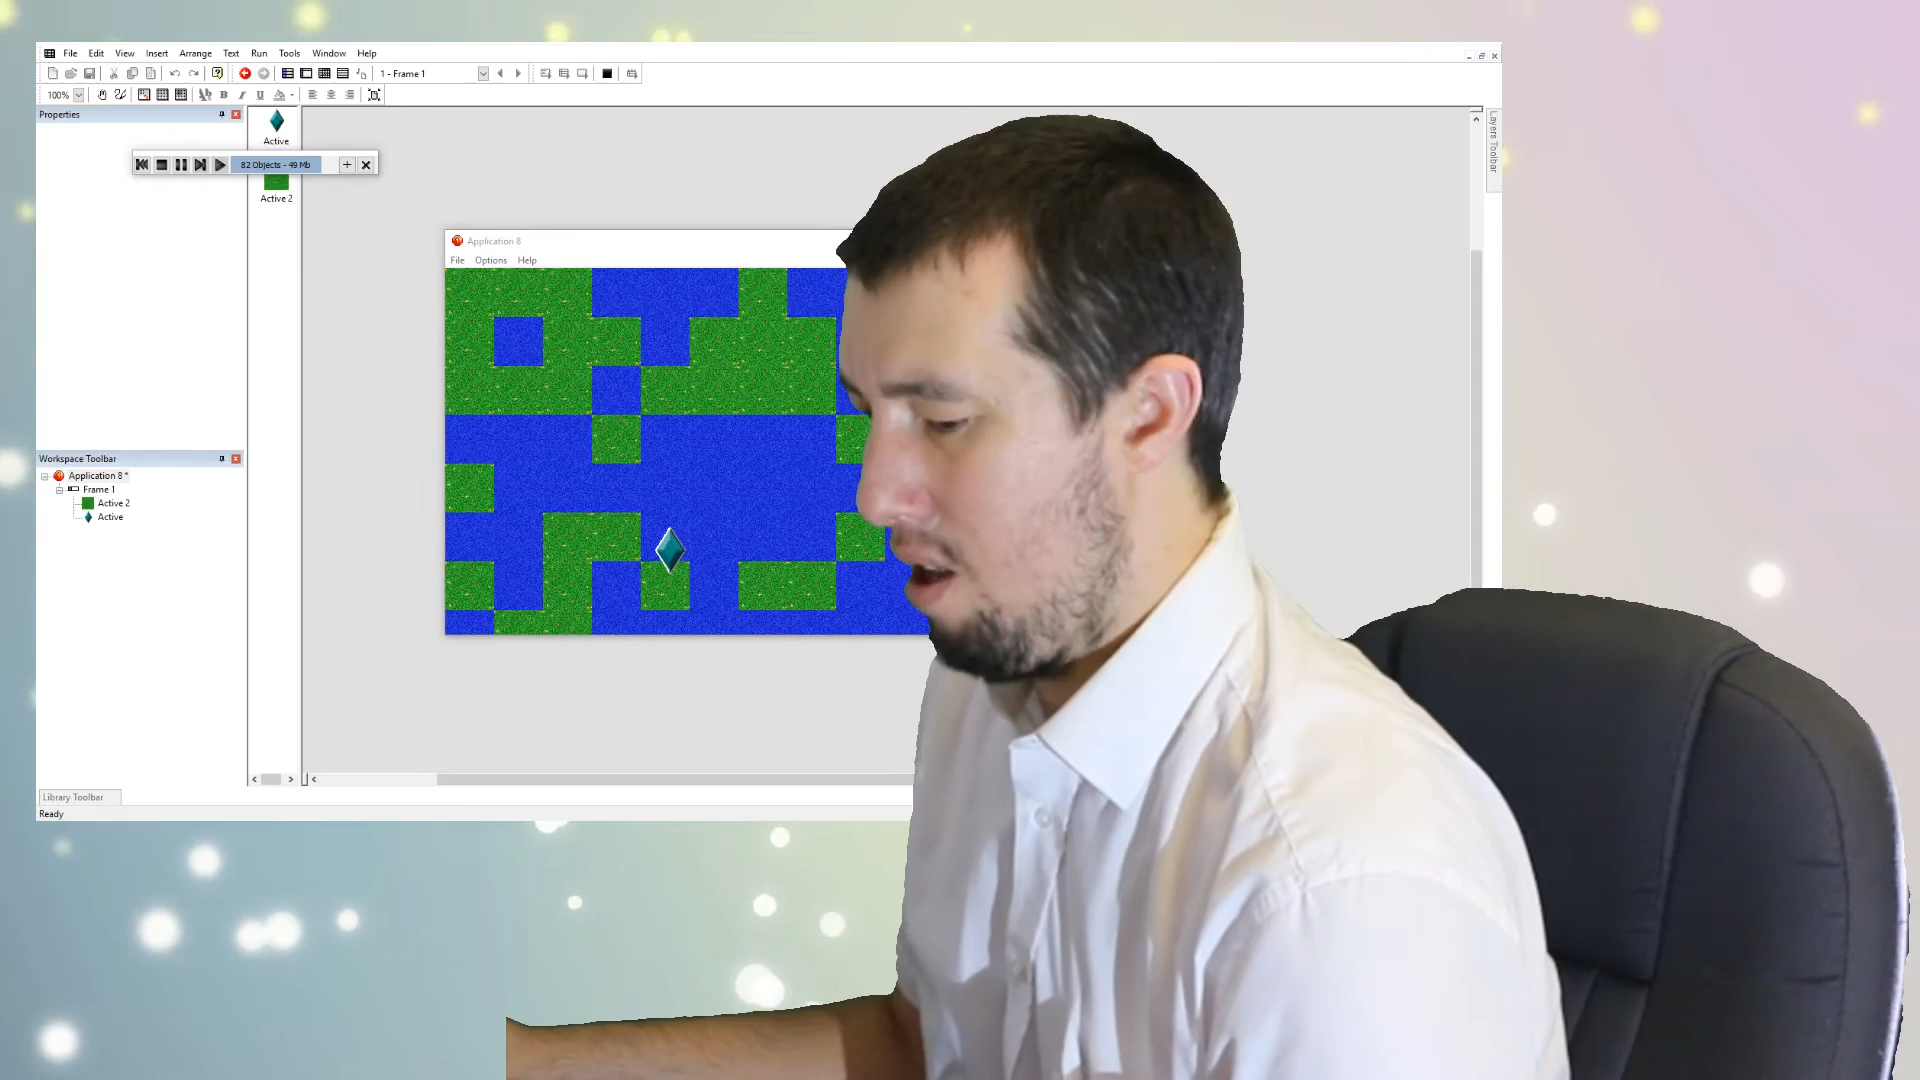 File Edit View Insert Arrange Text Run Tools Window Help
1 - Frame 1
100%
B I U
Properties
Active
82 Objects - 49 Mb
Active 2
Layers Toolbar
Application 8
File Options Help
Workspace Toolbar
Application 8 *
Frame 1
Active 2
Active
Library Toolbar
Ready